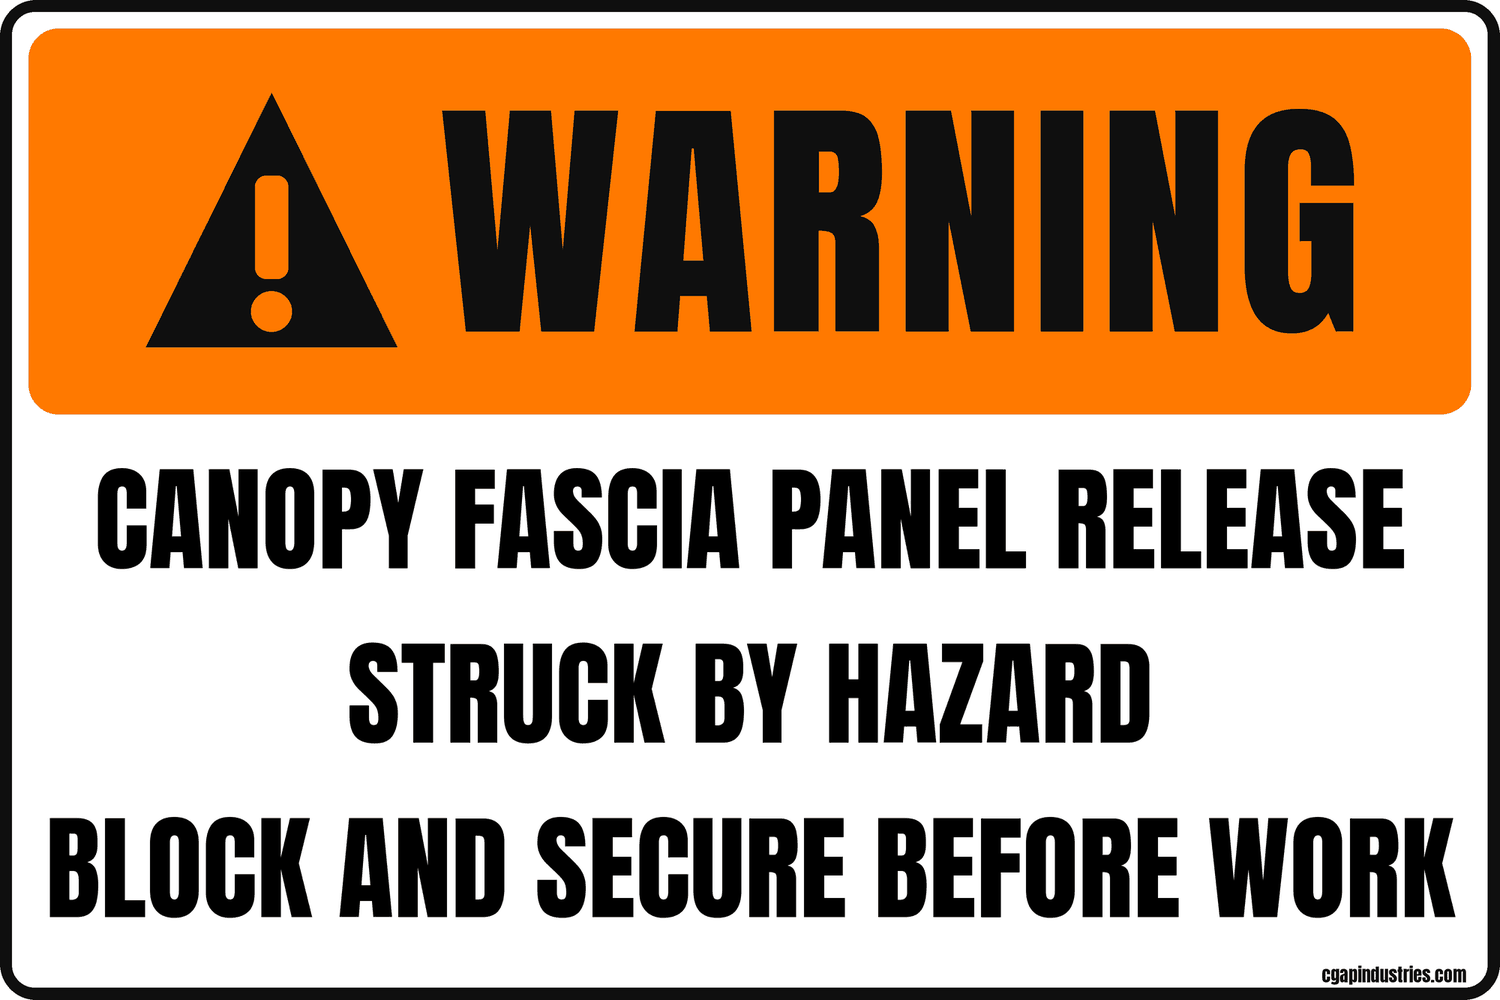 WARNING
CANOPY FASCIA PANEL RELEASE
STRUCK BY HAZARD
BLOCK AND SECURE BEFORE WORK
cgapindustries.com